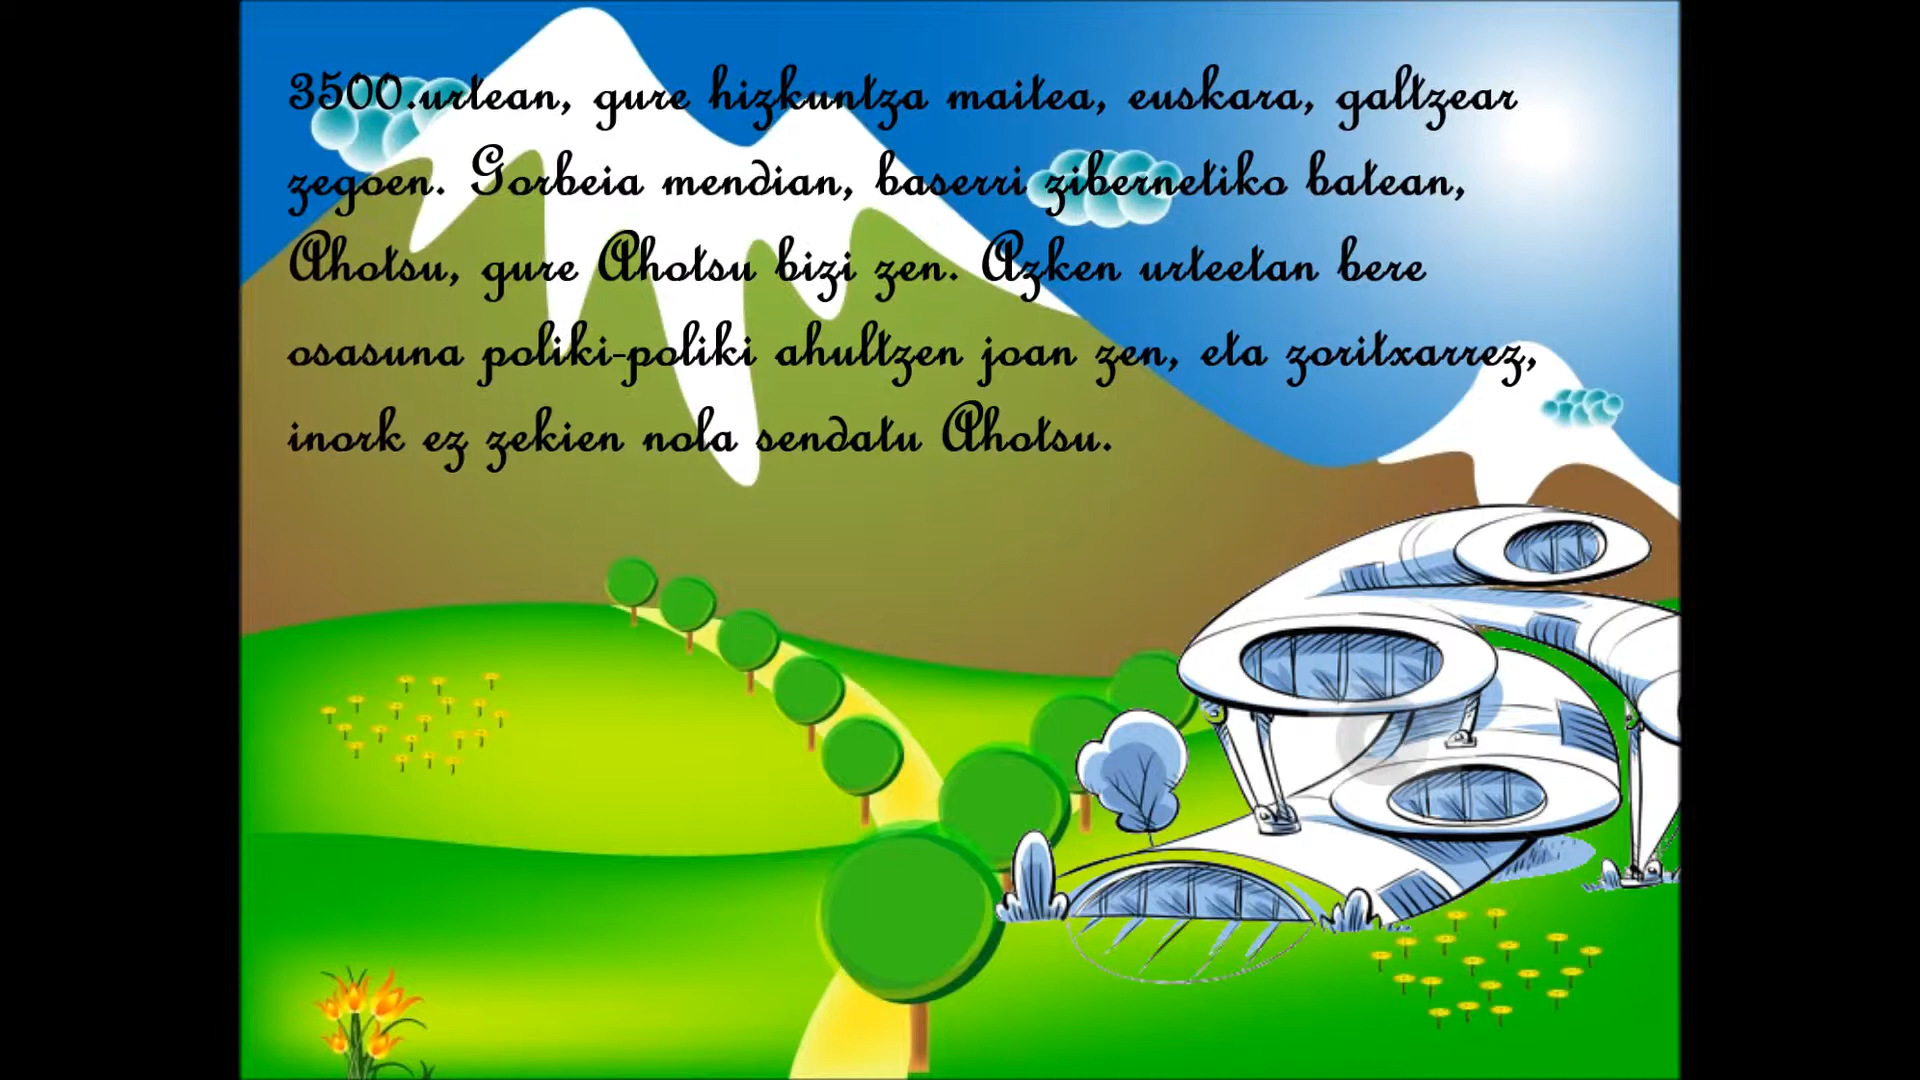 3500.urtean, gure hizkuntza maitea, euskara, galtzear
zegoen. Gorbeia mendian, baserri zibernetiko batean,
Ahotsu, gure Ahotsu bizi zen. Azken urteetan bere
osasuna poliki-poliki ahultzen joan zen, eta zoritxarrez,
inork ez zekien nola sendatu Ahotsu.